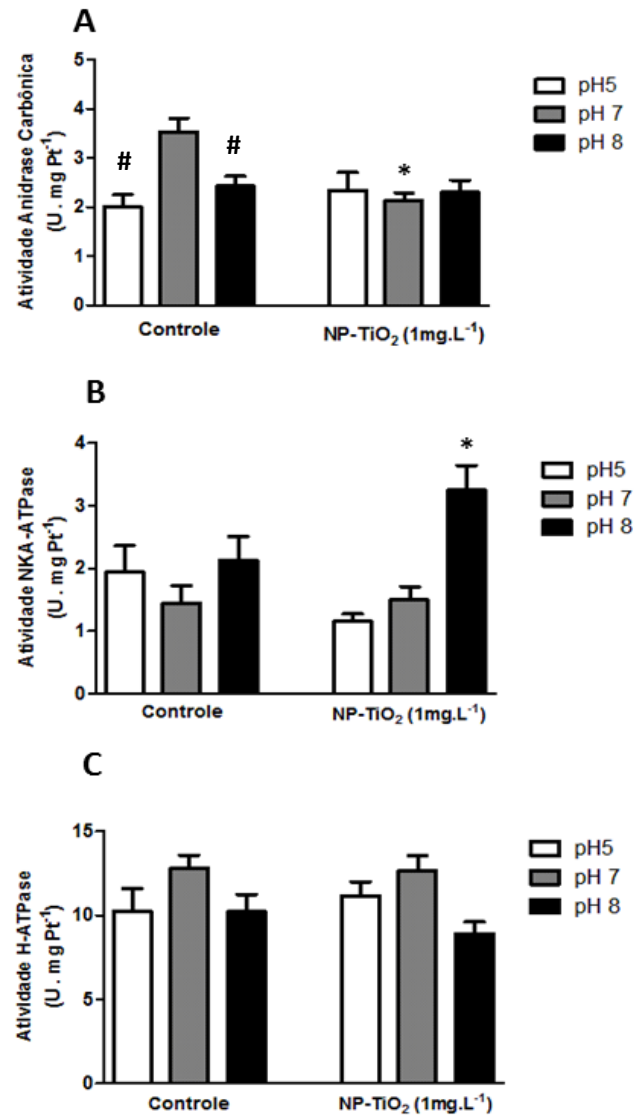 A
Atividade Anidrase Carbônica
(U . mg Pt⁻¹)
5
4
3
2
1
0
#
#
*
Controle
NP-TiO₂ (1mg.L⁻¹)
pH5
pH 7
pH 8
B
Atividade NKA-ATPase
(U . mg Pt⁻¹)
4
3
2
1
0
*
Controle
NP-TiO₂ (1mg.L⁻¹)
pH5
pH 7
pH 8
C
Atividade H-ATPase
(U . mg Pt⁻¹)
15
10
5
0
Controle
NP-TiO₂ (1mg.L⁻¹)
pH5
pH 7
pH 8